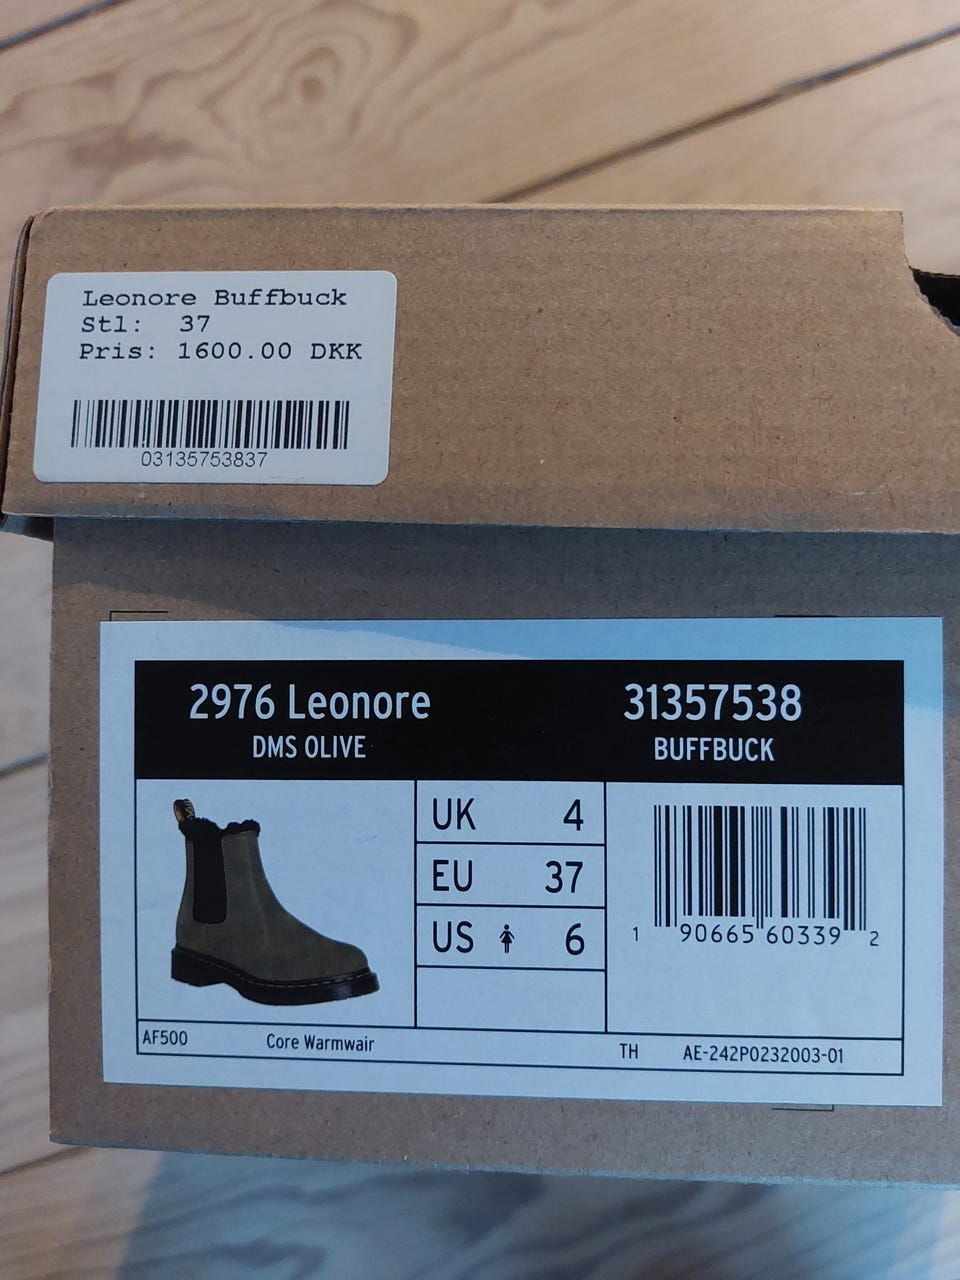 Leonore Buffbuck
Stl: 37
Pris: 1600.00 DKK
03135753837
2976 Leonore
DMS OLIVE
31357538
BUFFBUCK
UK 4
EU 37
US 6
1 90665 60339 2
AF500
Core Warmwair
TH
AE-242P0232003-01